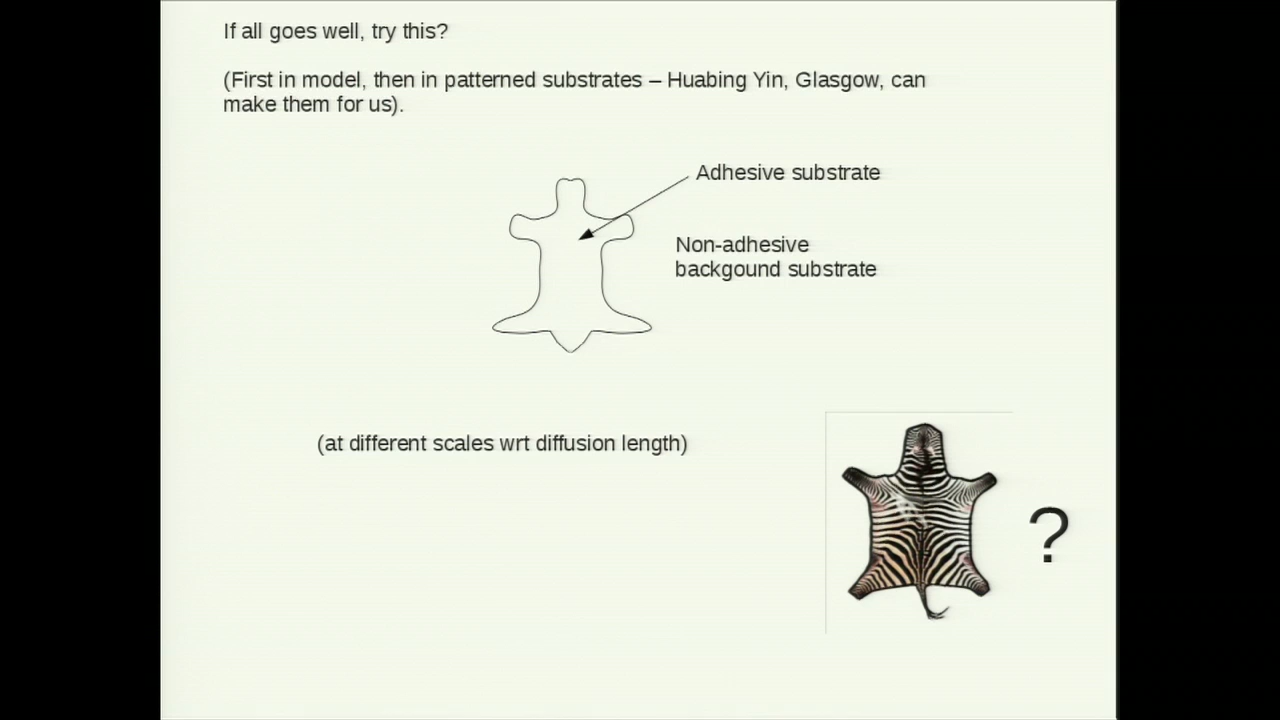 If all goes well, try this?
(First in model, then in patterned substrates – Huabing Yin, Glasgow, can
make them for us).
Adhesive substrate
Non-adhesive
backgound substrate
(at different scales wrt diffusion length)
?